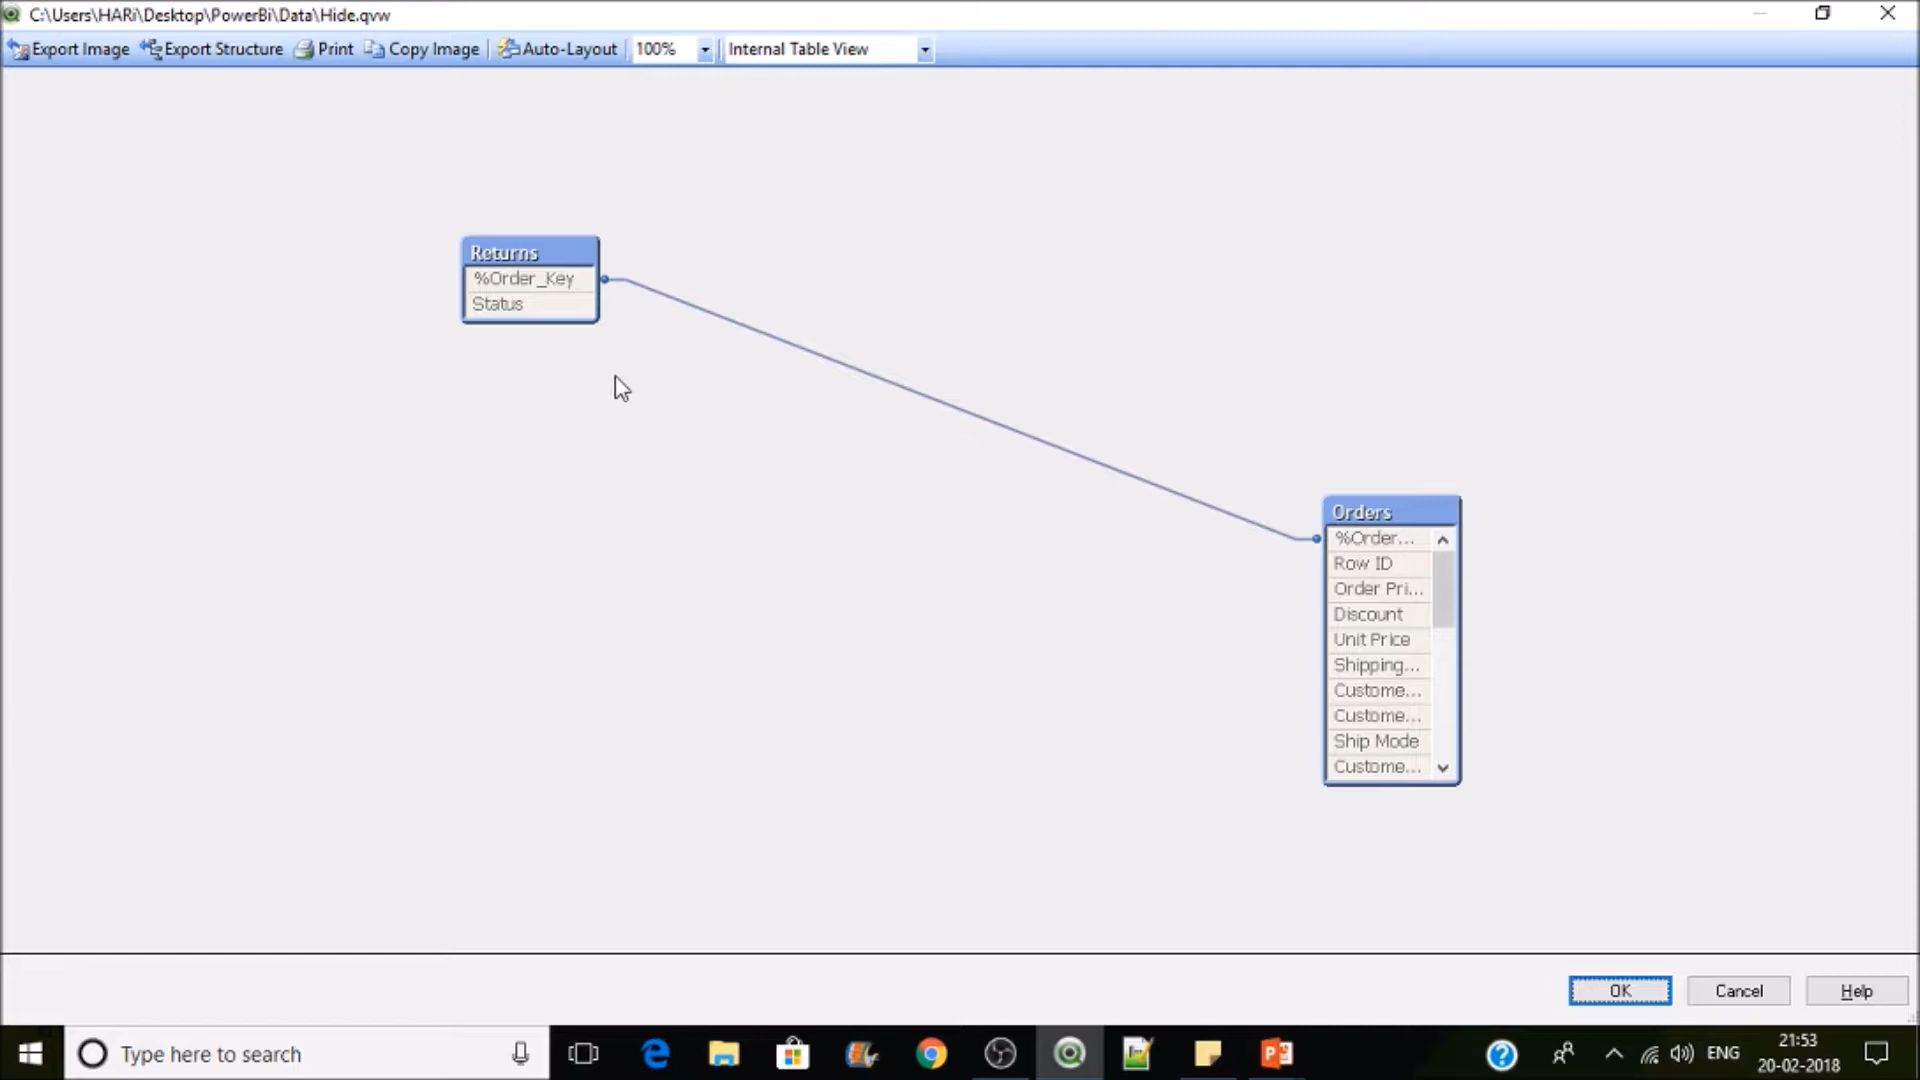 C:\Users\HARi\Desktop\PowerBi\Data\Hide.qvw
Export Image Export Structure Print Copy Image Auto-Layout 100% Internal Table View
Returns
%Order_Key
Status
Orders
%Order...
Row ID
Order Pri...
Discount
Unit Price
Shipping...
Custome...
Custome...
Ship Mode
Custome...
OK Cancel Help
Type here to search
ENG
21:53
20-02-2018